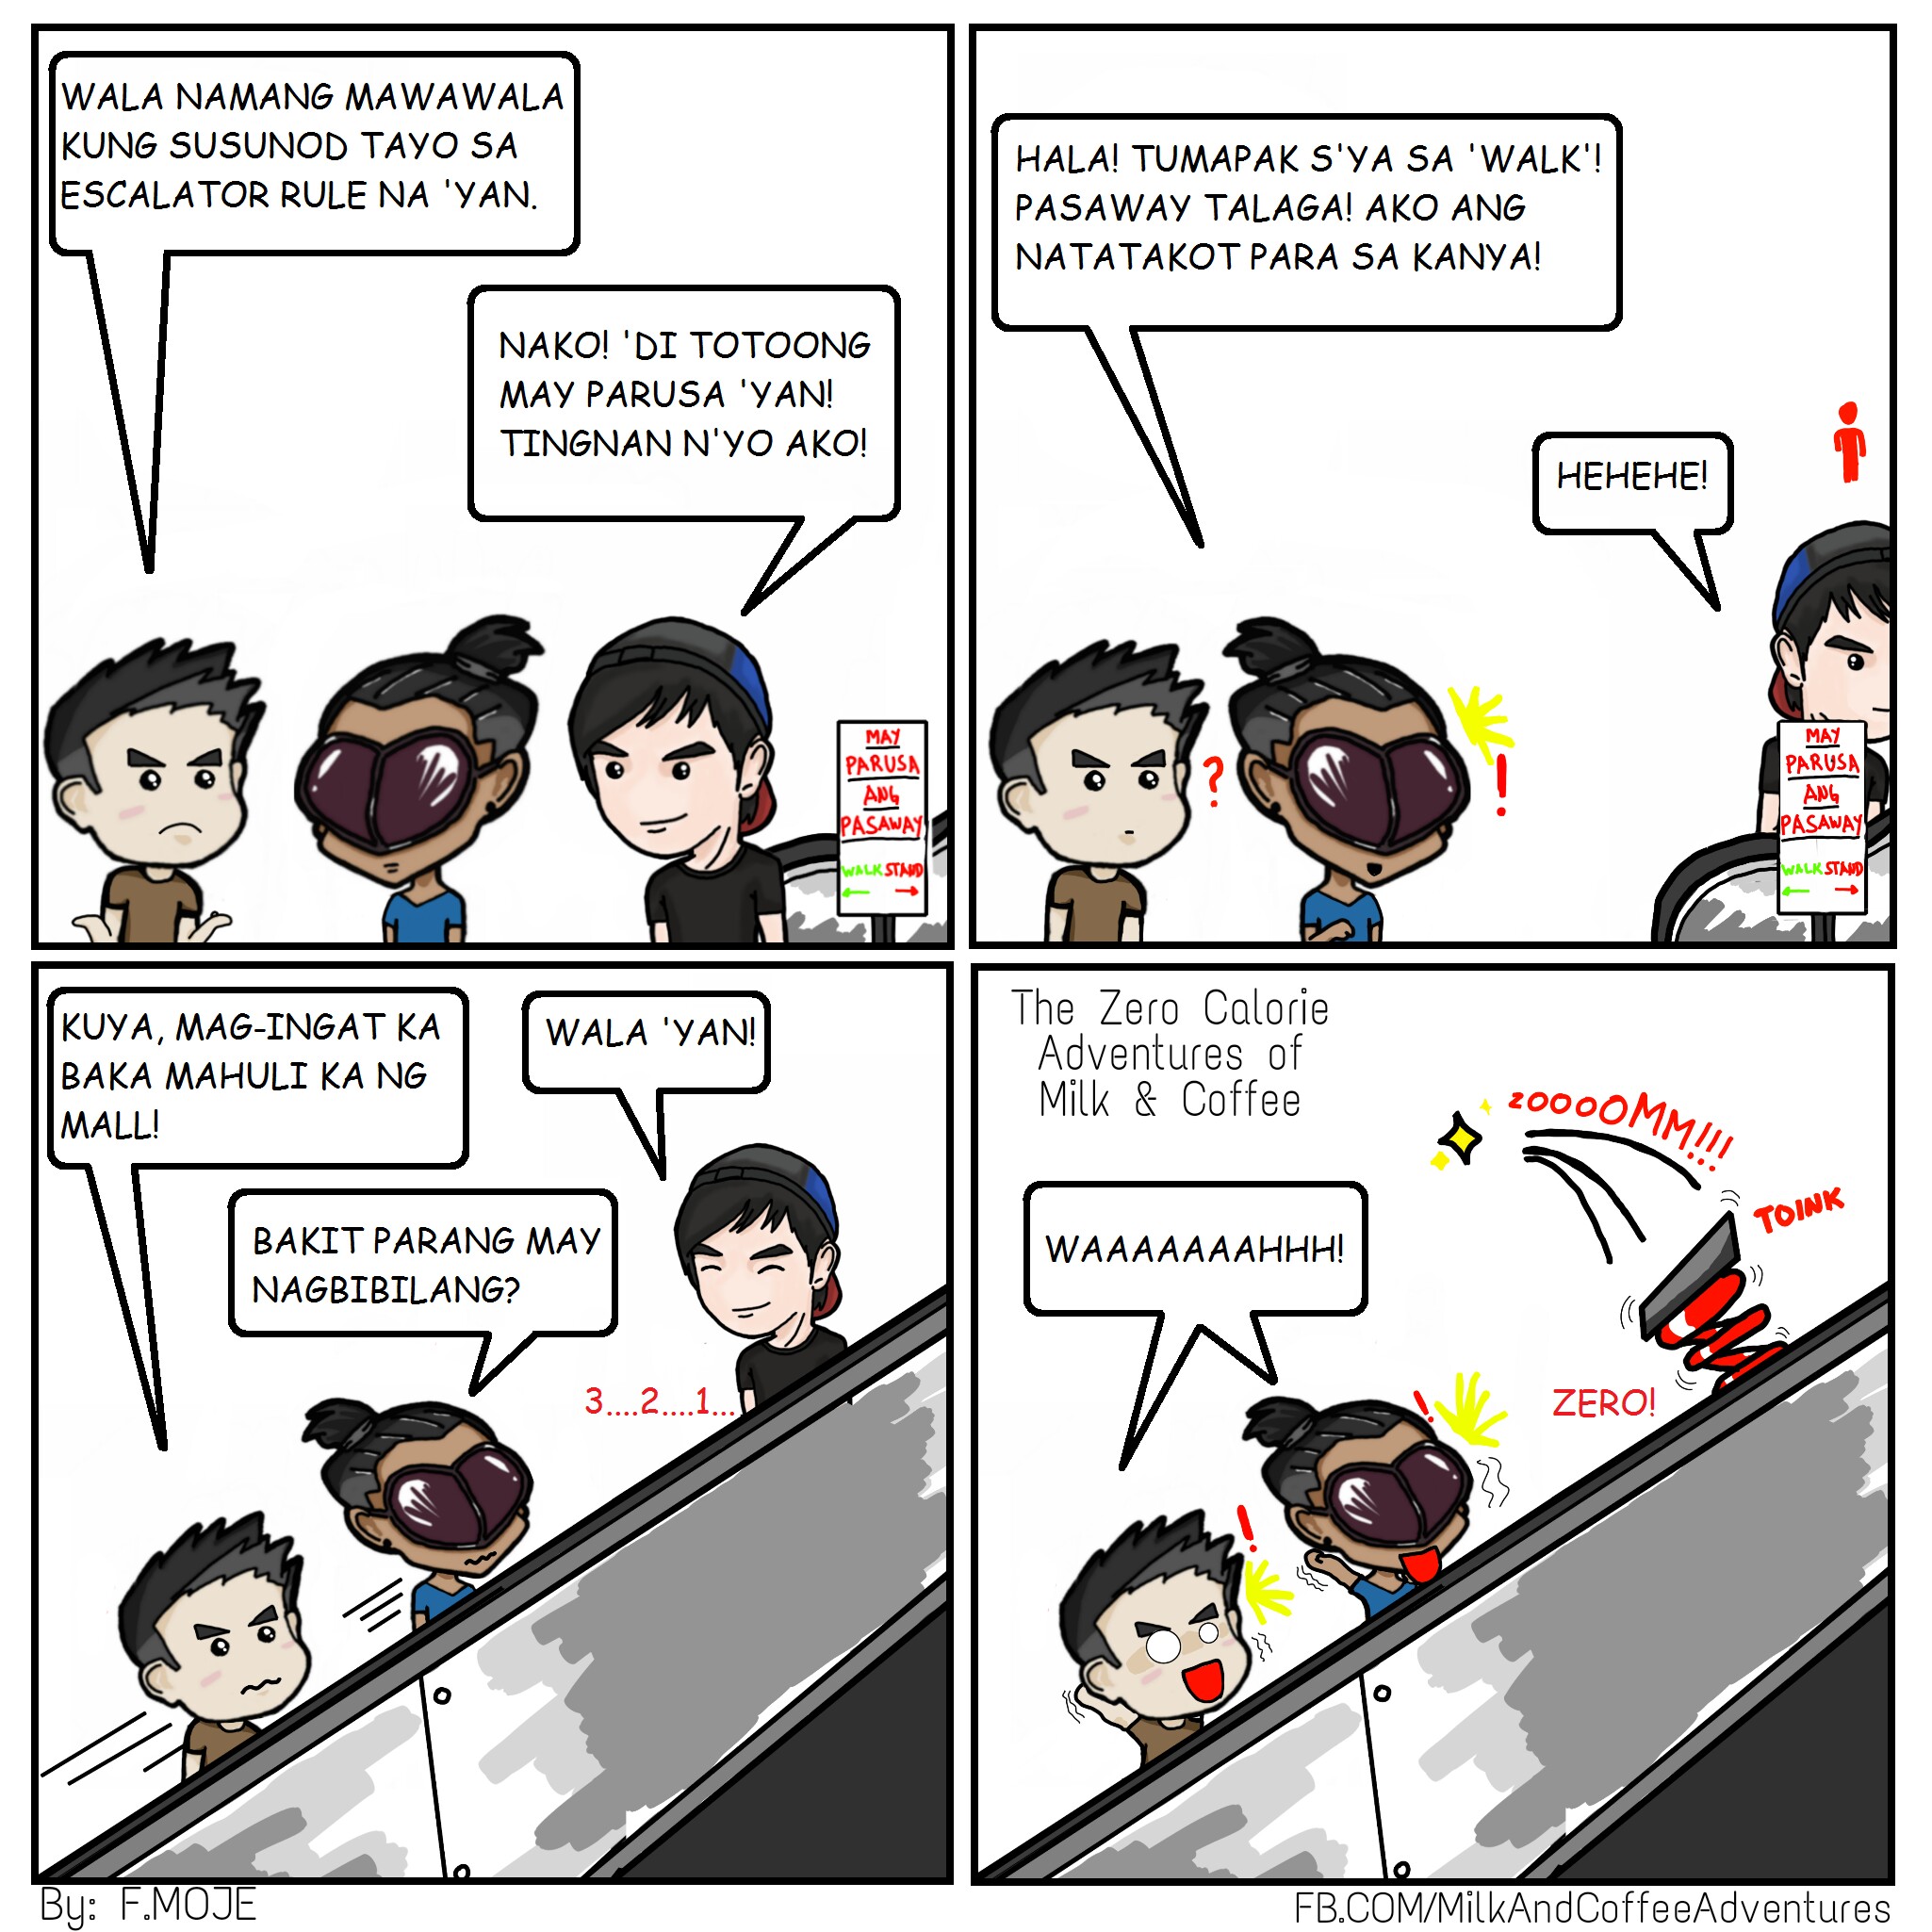 WALA NAMANG MAWAWALA
KUNG SUSUNOD TAYO SA
ESCALATOR RULE NA 'YAN.
NAKO! 'DI TOTOONG
MAY PARUSA 'YAN!
TINGNAN N'YO AKO!
MAY
PARUSA
ANG
PASAWAY
WALK STAND
HALA! TUMAPAK S'YA SA 'WALK'!
PASAWAY TALAGA! AKO ANG
NATATAKOT PARA SA KANYA!
HEHEHE!
?
!
MAY
PARUSA
ANG
PASAWAY
WALK STAND
KUYA, MAG-INGAT KA
BAKA MAHULI KA NG
MALL!
WALA 'YAN!
BAKIT PARANG MAY
NAGBIBILANG?
3....2....1...
The Zero Calorie
Adventures of
Milk & Coffee
ZOOOOOMM!!!
TOINK
WAAAAAAAHHH!
ZERO!
!
!
By: F.MOJE
FB.COM/MilkAndCoffeeAdventures